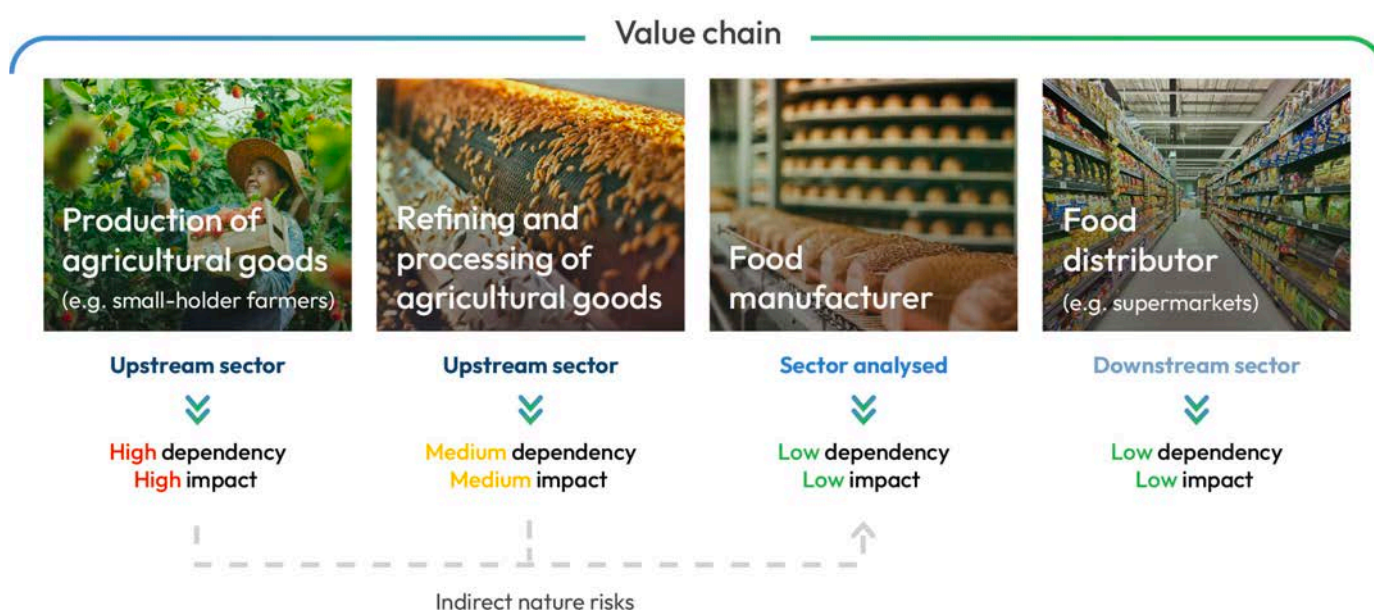 Value chain
Production of
agricultural goods
(e.g. small-holder farmers)
Refining and
processing of
agricultural goods
Food
manufacturer
Food
distributor
(e.g. supermarkets)
Upstream sector
Upstream sector
Sector analysed
Downstream sector
High dependency
High impact
Medium dependency
Medium impact
Low dependency
Low impact
Low dependency
Low impact
Indirect nature risks